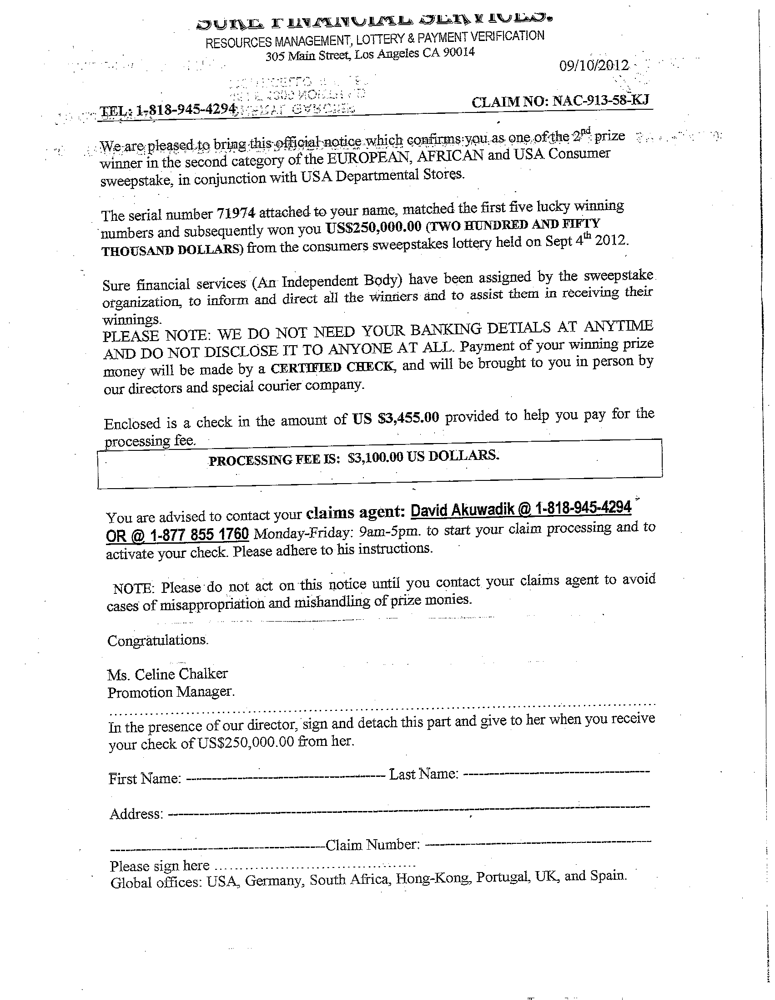 SURE FINANCIAL SERVICES.
RESOURCES MANAGEMENT, LOTTERY & PAYMENT VERIFICATION
305 Main Street, Los Angeles CA 90014
09/10/2012
TEL: 1-818-945-4294
CLAIM NO: NAC-913-58-KJ
We are pleased to bring this official notice which confirms you as one of the 2nd prize
winner in the second category of the EUROPEAN, AFRICAN and USA Consumer
sweepstake, in conjunction with USA Departmental Stores.
The serial number 71974 attached to your name, matched the first five lucky winning
numbers and subsequently won you US$250,000.00 (TWO HUNDRED AND FIFTY
THOUSAND DOLLARS) from the consumers sweepstakes lottery held on Sept 4th 2012.
Sure financial services (An Independent Body) have been assigned by the sweepstake
organization, to inform and direct all the winners and to assist them in receiving their
winnings.
PLEASE NOTE: WE DO NOT NEED YOUR BANKING DETIALS AT ANYTIME
AND DO NOT DISCLOSE IT TO ANYONE AT ALL. Payment of your winning prize
money will be made by a CERTIFIED CHECK, and will be brought to you in person by
our directors and special courier company.
Enclosed is a check in the amount of US $3,455.00 provided to help you pay for the
processing fee.
PROCESSING FEE IS: $3,100.00 US DOLLARS.
You are advised to contact your claims agent: David Akuwadik @ 1-818-945-4294
OR @ 1-877 855 1760 Monday-Friday: 9am-5pm. to start your claim processing and to
activate your check. Please adhere to his instructions.
NOTE: Please do not act on this notice until you contact your claims agent to avoid
cases of misappropriation and mishandling of prize monies.
Congratulations.
Ms. Celine Chalker
Promotion Manager.
In the presence of our director, sign and detach this part and give to her when you receive
your check of US$250,000.00 from her.
First Name: Last Name:
Address:
Claim Number:
Please sign here
Global offices: USA, Germany, South Africa, Hong-Kong, Portugal, UK, and Spain.